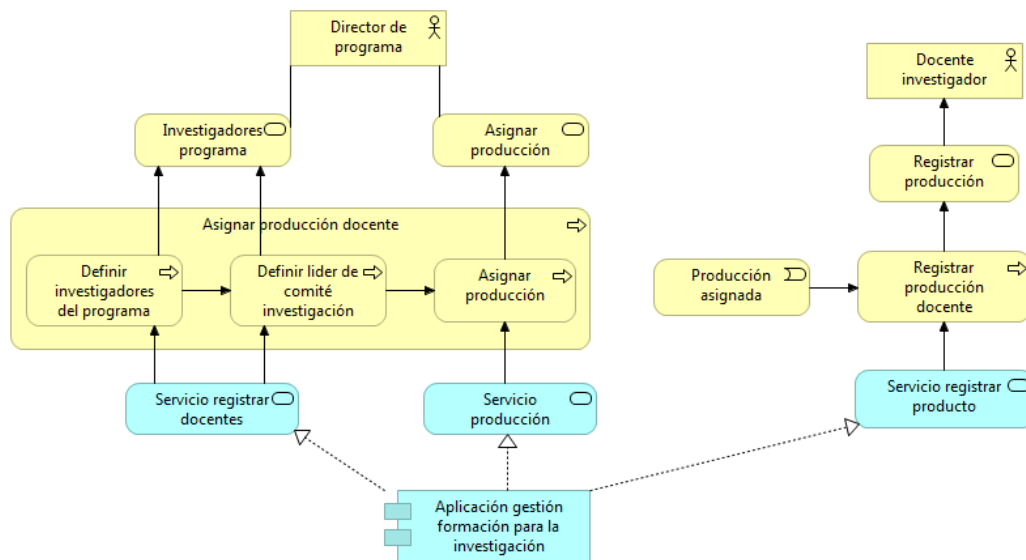 Director de
programa
Docente
investigador
Investigadores
programa
Asignar
producción
Registrar
producción
Asignar producción docente
Definir
investigadores
del programa
Definir lider de
comité
investigación
Asignar
producción
Producción
asignada
Registrar
producción
docente
Servicio registrar
docentes
Servicio
producción
Servicio registrar
producto
Aplicación gestión
formación para la
investigación